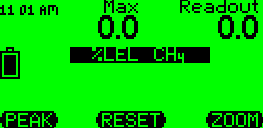 11 01 AM Max Readout
0.0 0.0
%LEL CH4
PEAK RESET ZOOM